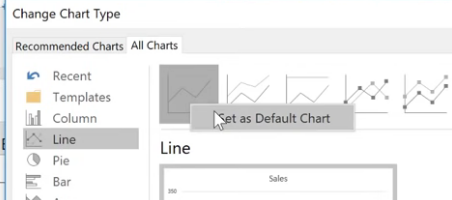 Change Chart Type
Recommended Charts
All Charts
Recent
Templates
Column
Line
Pie
Bar
Set as Default Chart
Line
Sales
350